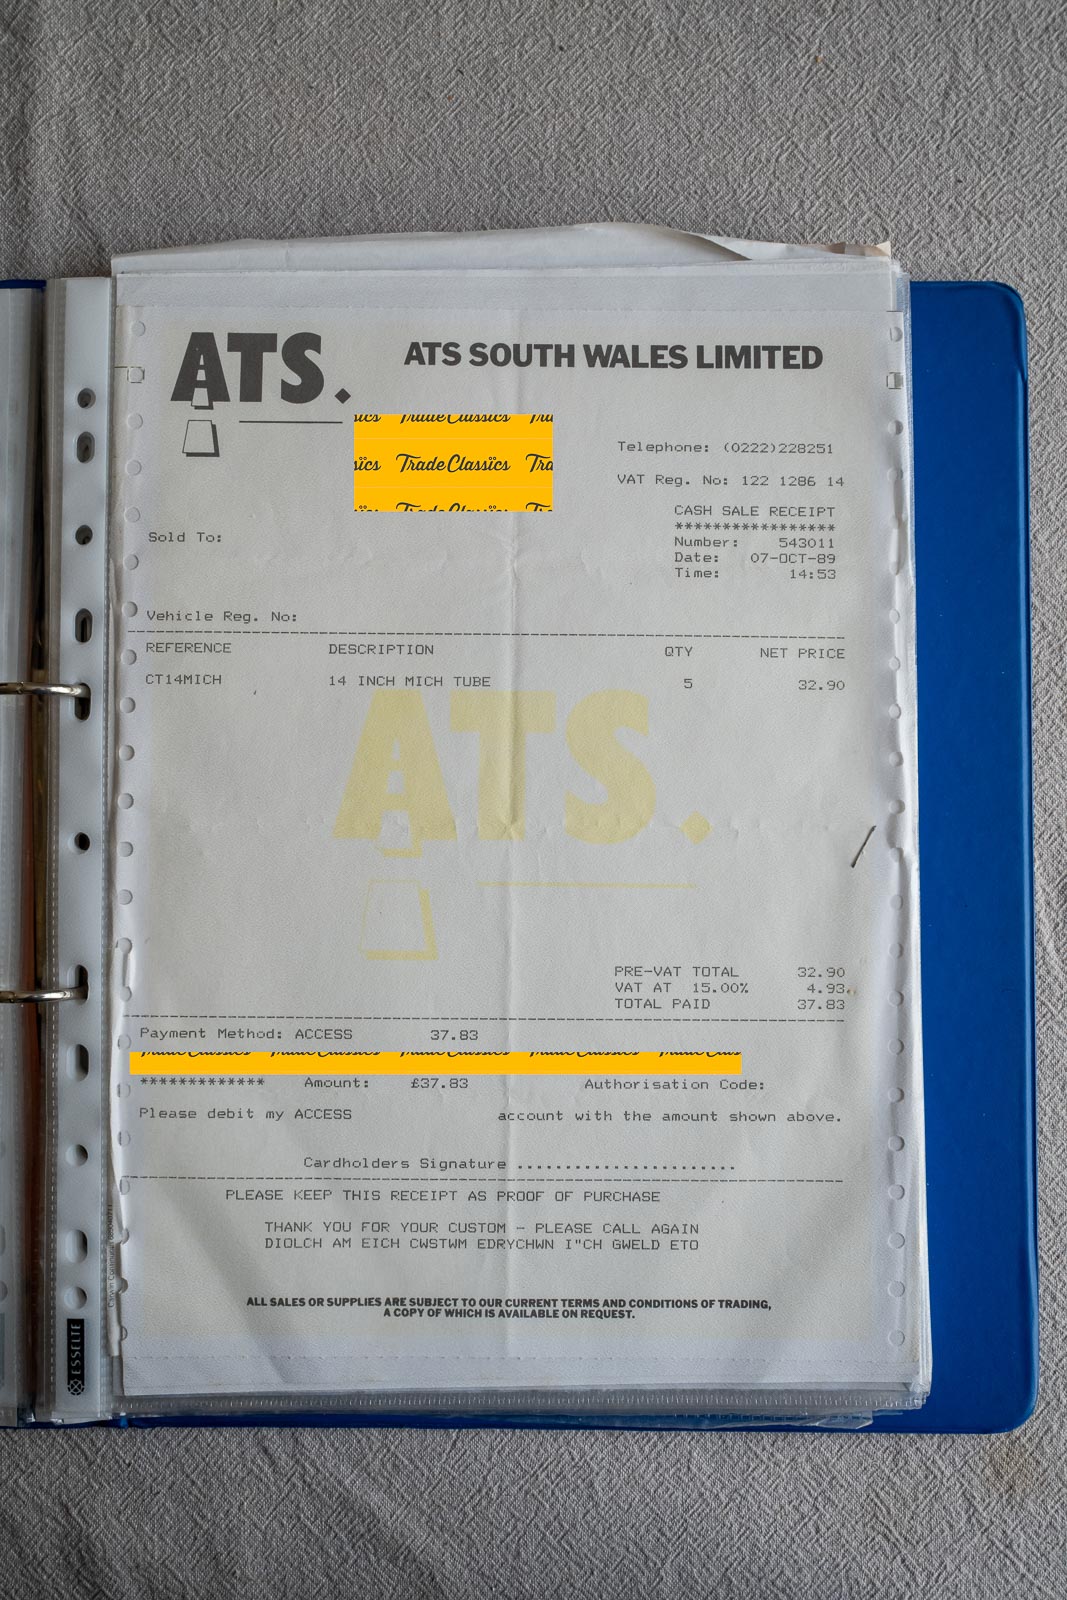 ATS.
ATS SOUTH WALES LIMITED
TradeClassics
Telephone: (0222)228251
VAT Reg. No: 122 1286 14
CASH SALE RECEIPT
*****************
Sold To:
Number: 543011
Date: 07-OCT-89
Time: 14:53
Vehicle Reg. No:
REFERENCE DESCRIPTION QTY NET PRICE
CT14MICH 14 INCH MICH TUBE 5 32.90
ATS.
PRE-VAT TOTAL 32.90
VAT AT 15.00% 4.93
TOTAL PAID 37.83
Payment Method: ACCESS 37.83
************* Amount: £37.83 Authorisation Code:
Please debit my ACCESS account with the amount shown above.
Cardholders Signature .......................
PLEASE KEEP THIS RECEIPT AS PROOF OF PURCHASE
THANK YOU FOR YOUR CUSTOM - PLEASE CALL AGAIN
DIOLCH AM EICH CWSTWM EDRYCHWN I"CH GWELD ETO
ALL SALES OR SUPPLIES ARE SUBJECT TO OUR CURRENT TERMS AND CONDITIONS OF TRADING,
A COPY OF WHICH IS AVAILABLE ON REQUEST.
ESSELTE